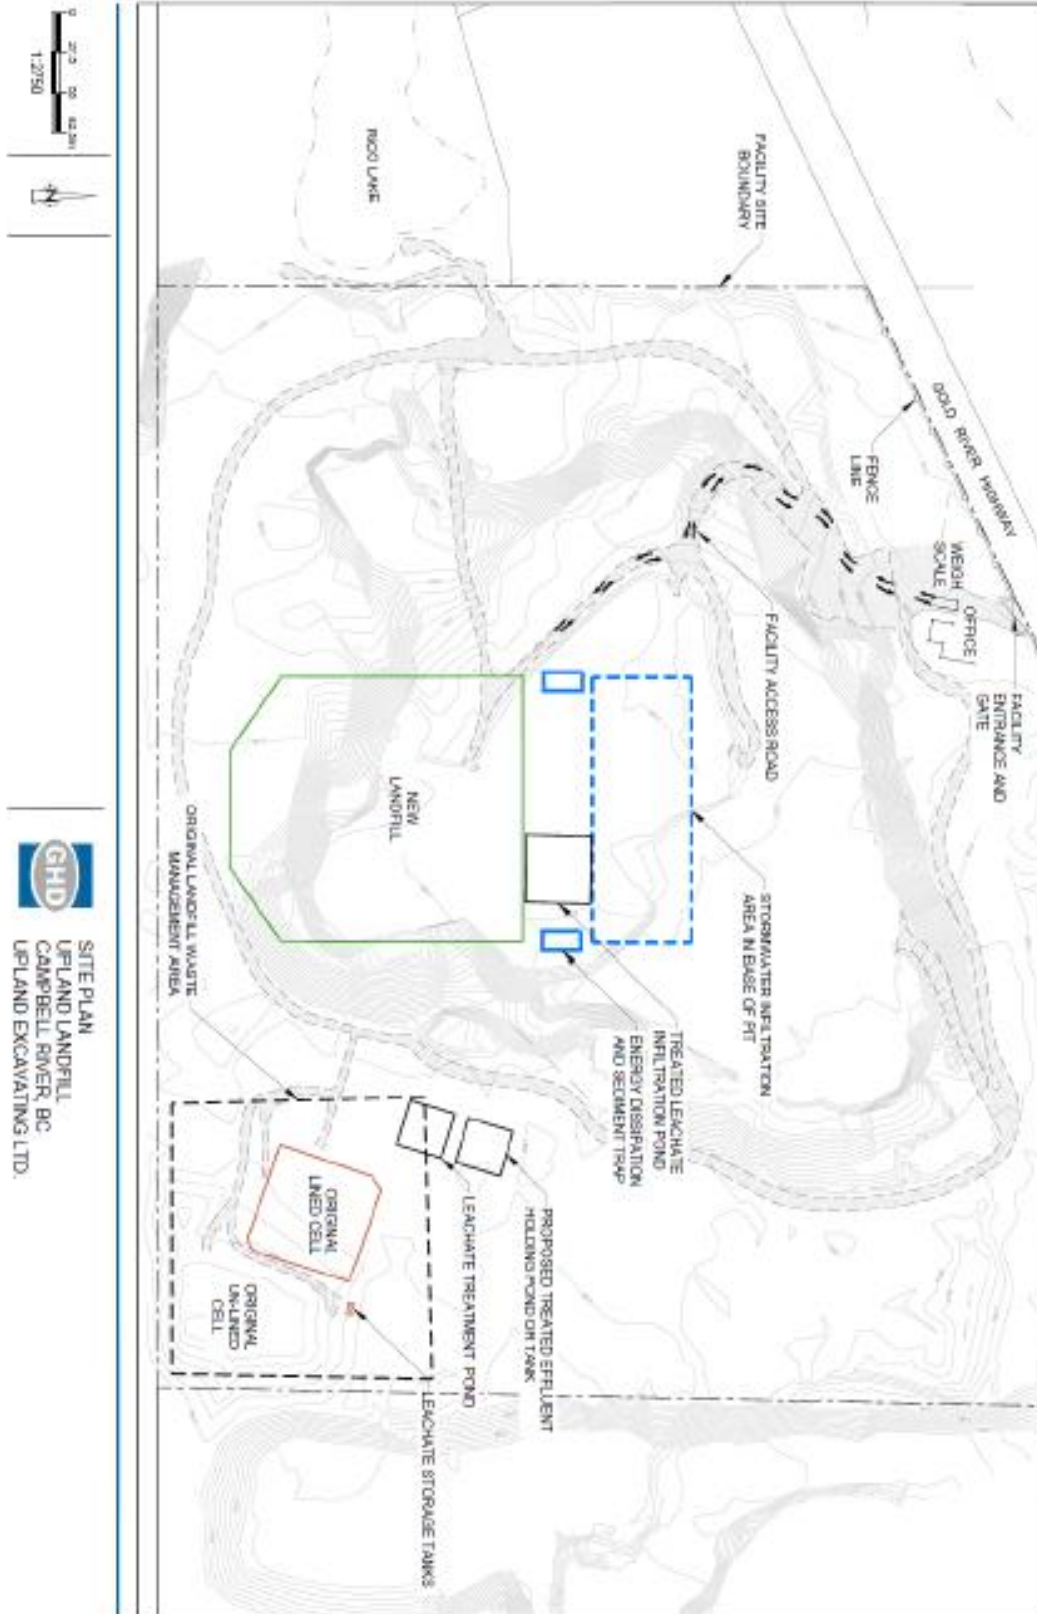 GOLD RIVER HIGHWAY
FACILITY SITE
BOUNDARY
FENCE
LINE
WEIGH
SCALE
OFFICE
FACILITY
ENTRANCE AND
GATE
FACILITY ACCESS ROAD
STORMWATER INFILTRATION
AREA IN BASE OF PIT
TREATED LEACHATE
INFILTRATION POND
ENERGY DISSIPATION
AND SEDIMENT TRAP
PROPOSED TREATED EFFLUENT
HOLDING POND OR TANK
LEACHATE TREATMENT POND
LEACHATE STORAGE TANKS
RICO LAKE
NEW
LANDFILL
ORIGINAL
LINED CELL
ORIGINAL
UN-LINED
CELL
ORIGINAL LANDFILL WASTE
MANAGEMENT AREA
0
27.5
55
1:2750
N
GHD
SITE PLAN
UPLAND LANDFILL
CAMPBELL RIVER, BC
UPLAND EXCAVATING LTD.